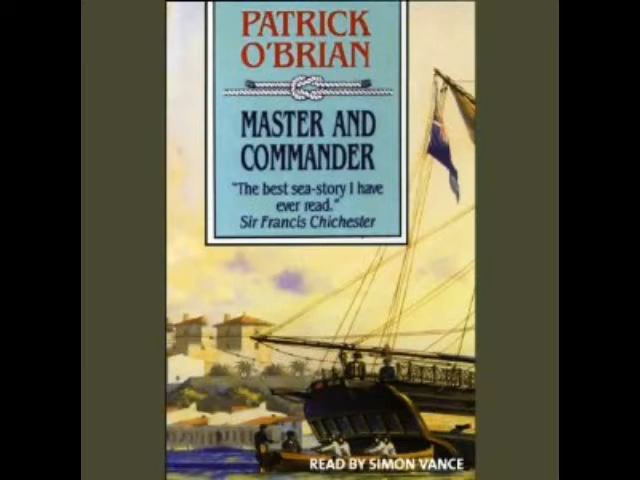 PATRICK
O'BRIAN
MASTER AND
COMMANDER
"The best sea-story I have
ever read."
Sir Francis Chichester
READ BY SIMON VANCE